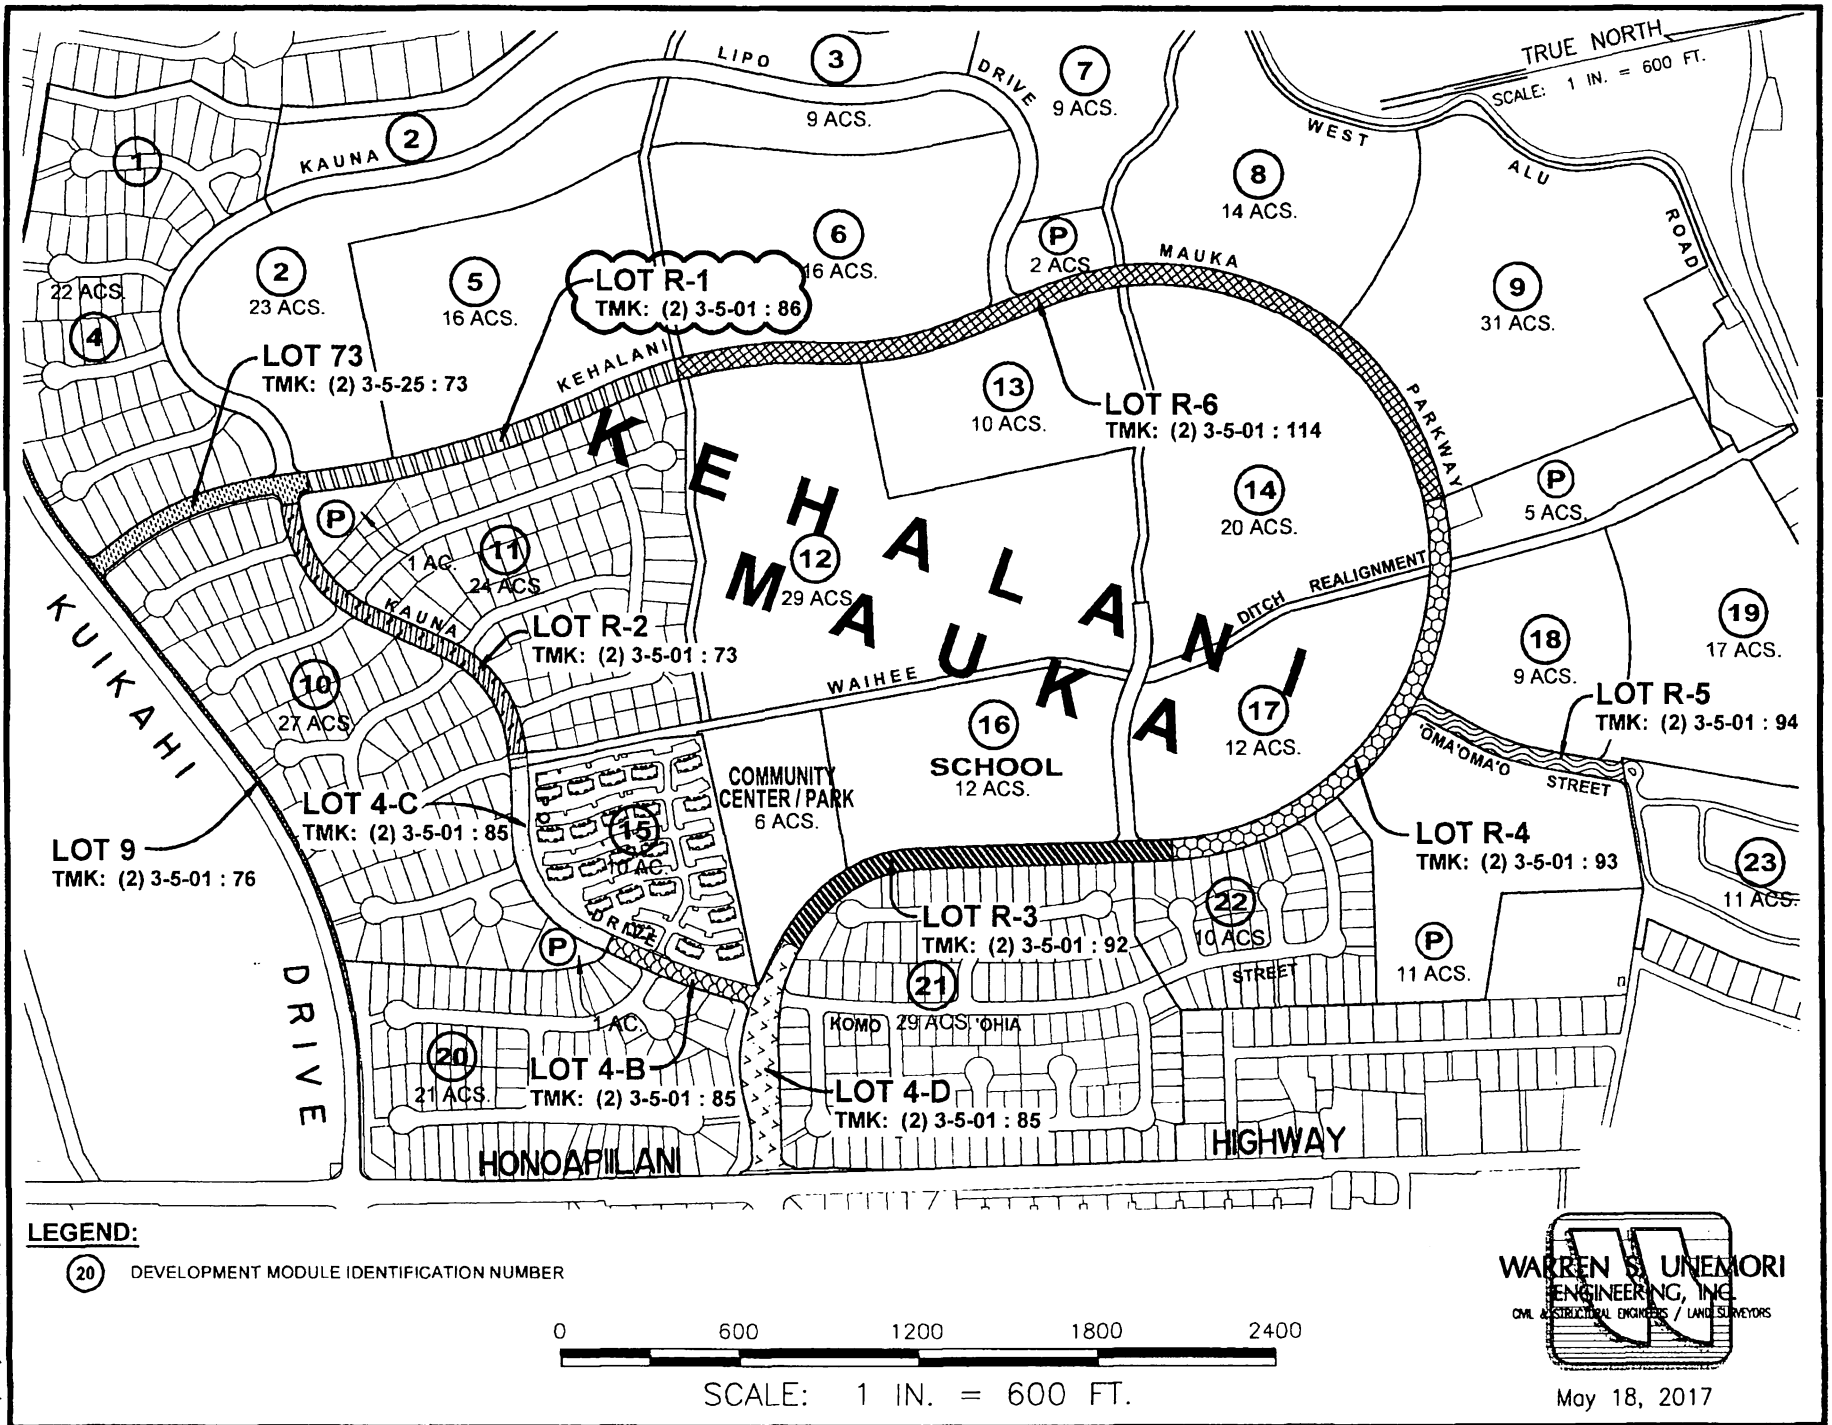 TRUE NORTH
SCALE: 1 IN. = 600 FT.
LIPO
3
9 ACS.
DRIVE
7
9 ACS.
WEST
ALU
ROAD
KAUNA
2
1
8
14 ACS.
22 ACS.
4
2
23 ACS.
5
16 ACS.
6
16 ACS.
P
2 ACS
MAUKA
9
31 ACS.
LOT R-1
TMK: (2) 3-5-01 : 86
LOT 73
TMK: (2) 3-5-25 : 73
KEHALANI
13
10 ACS.
LOT R-6
TMK: (2) 3-5-01 : 114
PARKWAY
KEHALANI
MAUKA
P
1 AC.
11
24 ACS
12
29 ACS
14
20 ACS.
P
5 ACS.
KAUNA
LOT R-2
TMK: (2) 3-5-01 : 73
DITCH
REALIGNMENT
WAIHEE
10
27 ACS
18
9 ACS.
19
17 ACS.
LOT R-5
TMK: (2) 3-5-01 : 94
KUIKAHI
16
SCHOOL
12 ACS.
17
12 ACS.
'OMA'OMA'O
STREET
COMMUNITY
CENTER / PARK
6 ACS.
LOT 4-C
TMK: (2) 3-5-01 : 85
15
10 AC.
LOT 9
TMK: (2) 3-5-01 : 76
LOT R-4
TMK: (2) 3-5-01 : 93
23
11 ACS.
DRIVE
P
1 AC.
LOT R-3
TMK: (2) 3-5-01 : 92
22
10 ACS
STREET
P
11 ACS.
DRIVE
21
29 ACS.
KOMO
'OHIA
20
21 ACS.
LOT 4-B
TMK: (2) 3-5-01 : 85
LOT 4-D
TMK: (2) 3-5-01 : 85
HONOAPIILANI
HIGHWAY
LEGEND:
20 DEVELOPMENT MODULE IDENTIFICATION NUMBER
0 600 1200 1800 2400
SCALE: 1 IN. = 600 FT.
WARREN S. UNEMORI
ENGINEERING, INC.
CIVIL & STRUCTURAL ENGINEERS / LAND SURVEYORS
May 18, 2017